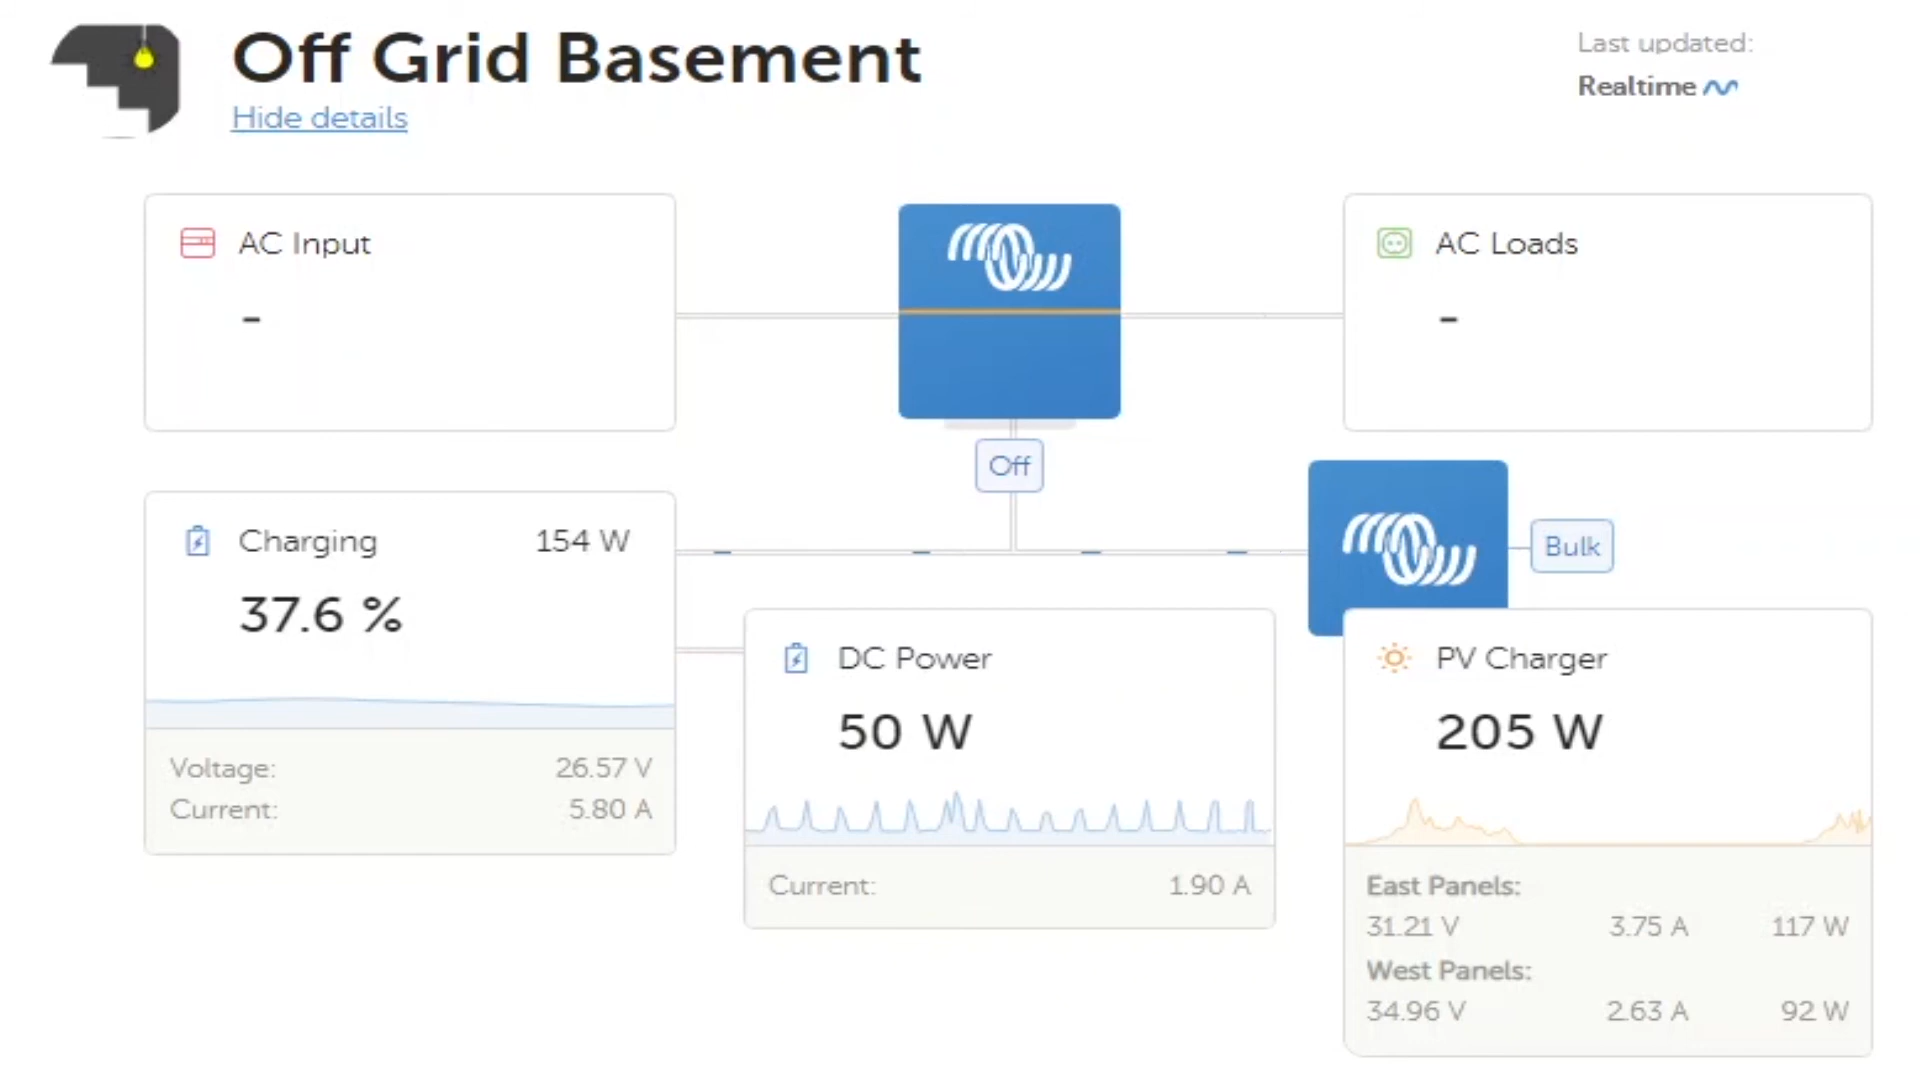 Off Grid Basement
Hide details
Last updated:
Realtime
AC Input
-
AC Loads
-
Off
Charging 154 W
37.6 %
Voltage: 26.57 V
Current: 5.80 A
Bulk
DC Power
50 W
Current: 1.90 A
PV Charger
205 W
East Panels:
31.21 V 3.75 A 117 W
West Panels:
34.96 V 2.63 A 92 W